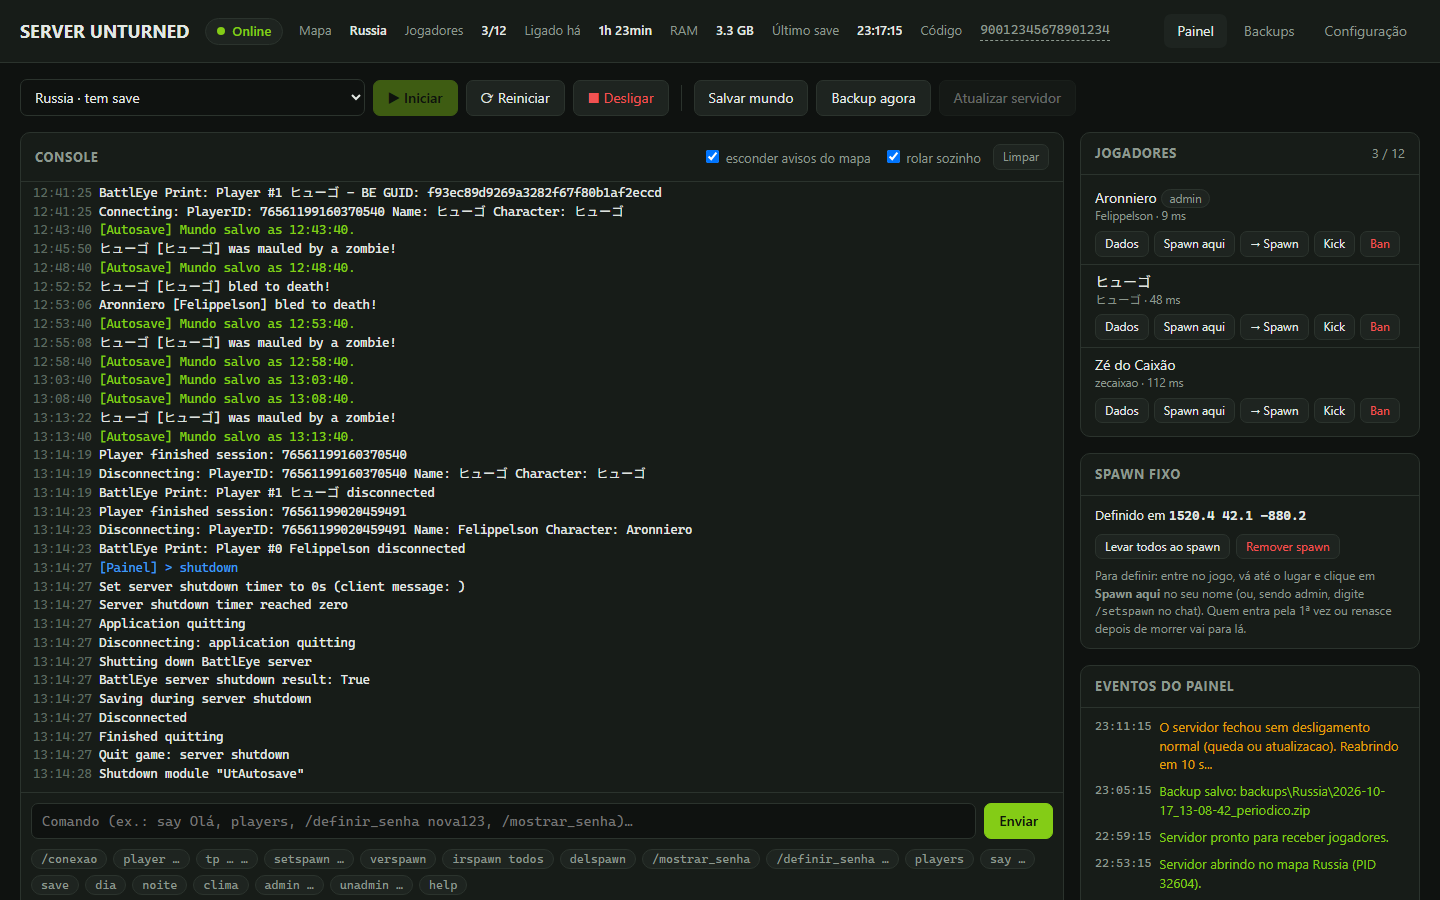 SERVER UNTURNED
Online
Mapa Russia Jogadores 3/12 Ligado há 1h 23min RAM 3.3 GB Último save 23:17:15 Código 90012345678901234
Painel Backups Configuração
Russia · tem save
▶ Iniciar
⟳ Reiniciar
■ Desligar
Salvar mundo
Backup agora
Atualizar servidor
CONSOLE
esconder avisos do mapa
rolar sozinho
Limpar
12:41:25 BattlEye Print: Player #1 ヒューゴ - BE GUID: f93ec89d9269a3282f67f80b1af2eccd
12:41:25 Connecting: PlayerID: 76561199160370540 Name: ヒューゴ Character: ヒューゴ
12:43:40 [Autosave] Mundo salvo as 12:43:40.
12:45:50 ヒューゴ [ヒューゴ] was mauled by a zombie!
12:48:40 [Autosave] Mundo salvo as 12:48:40.
12:52:52 ヒューゴ [ヒューゴ] bled to death!
12:53:06 Aronniero [Felippelson] bled to death!
12:53:40 [Autosave] Mundo salvo as 12:53:40.
12:55:08 ヒューゴ [ヒューゴ] was mauled by a zombie!
12:58:40 [Autosave] Mundo salvo as 12:58:40.
13:03:40 [Autosave] Mundo salvo as 13:03:40.
13:08:40 [Autosave] Mundo salvo as 13:08:40.
13:13:22 ヒューゴ [ヒューゴ] was mauled by a zombie!
13:13:40 [Autosave] Mundo salvo as 13:13:40.
13:14:19 Player finished session: 76561199160370540
13:14:19 Disconnecting: PlayerID: 76561199160370540 Name: ヒューゴ Character: ヒューゴ
13:14:19 BattlEye Print: Player #1 ヒューゴ disconnected
13:14:23 Player finished session: 76561199020459491
13:14:23 Disconnecting: PlayerID: 76561199020459491 Name: Felippelson Character: Aronniero
13:14:23 BattlEye Print: Player #0 Felippelson disconnected
13:14:27 [Painel] > shutdown
13:14:27 Set server shutdown timer to 0s (client message: )
13:14:27 Server shutdown timer reached zero
13:14:27 Application quitting
13:14:27 Disconnecting: application quitting
13:14:27 Shutting down BattlEye server
13:14:27 BattlEye server shutdown result: True
13:14:27 Saving during server shutdown
13:14:27 Disconnected
13:14:27 Finished quitting
13:14:27 Quit game: server shutdown
13:14:28 Shutdown module "UtAutosave"
Comando (ex.: say Olá, players, /definir_senha nova123, /mostrar_senha)…
Enviar
/conexao player … tp … … setspawn … verspawn irspawn todos delspawn /mostrar_senha /definir_senha … players say …
save dia noite clima admin … unadmin … help
JOGADORES 3 / 12
Aronniero admin
Felippelson · 9 ms
Dados Spawn aqui → Spawn Kick Ban
ヒューゴ
ヒューゴ · 48 ms
Dados Spawn aqui → Spawn Kick Ban
Zé do Caixão
zecaixao · 112 ms
Dados Spawn aqui → Spawn Kick Ban
SPAWN FIXO
Definido em 1520.4 42.1 -880.2
Levar todos ao spawn Remover spawn
Para definir: entre no jogo, vá até o lugar e clique em
Spawn aqui no seu nome (ou, sendo admin, digite
/setspawn no chat). Quem entra pela 1ª vez ou renasce
depois de morrer vai para lá.
EVENTOS DO PAINEL
23:11:15 O servidor fechou sem desligamento
normal (queda ou atualizacao). Reabrindo
em 10 s...
23:05:15 Backup salvo: backups\Russia\2026-10-
17_13-08-42_periodico.zip
22:59:15 Servidor pronto para receber jogadores.
22:53:15 Servidor abrindo no mapa Russia (PID
32604).